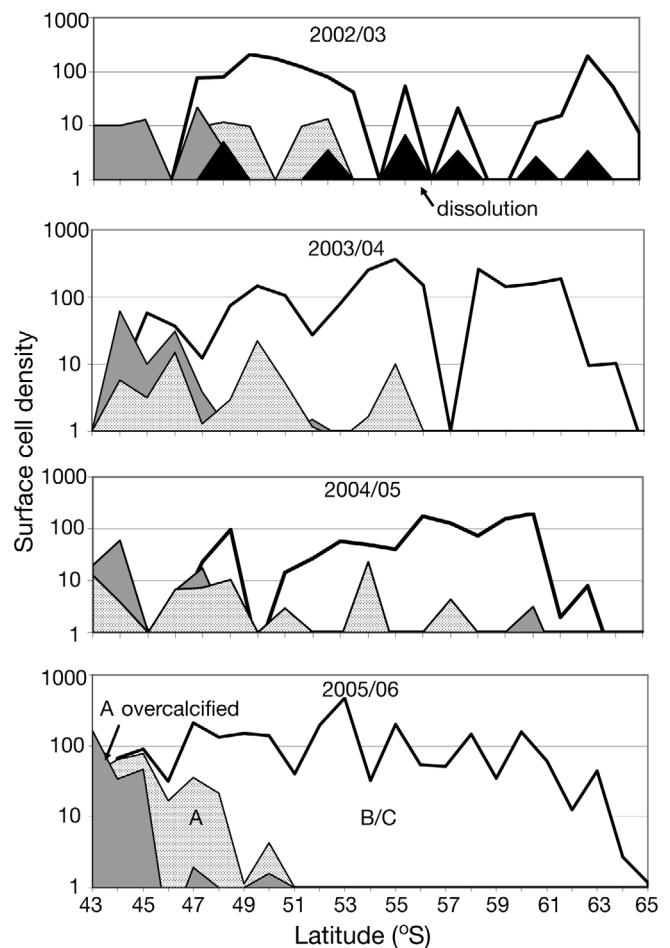 1000
2002/03
100
10
1
dissolution
1000
2003/04
100
10
1
Surface cell density
1000
2004/05
100
10
1
1000
2005/06
A overcalcified
100
A
B/C
10
1
43 45 47 49 51 53 55 57 59 61 63 65
Latitude (°S)